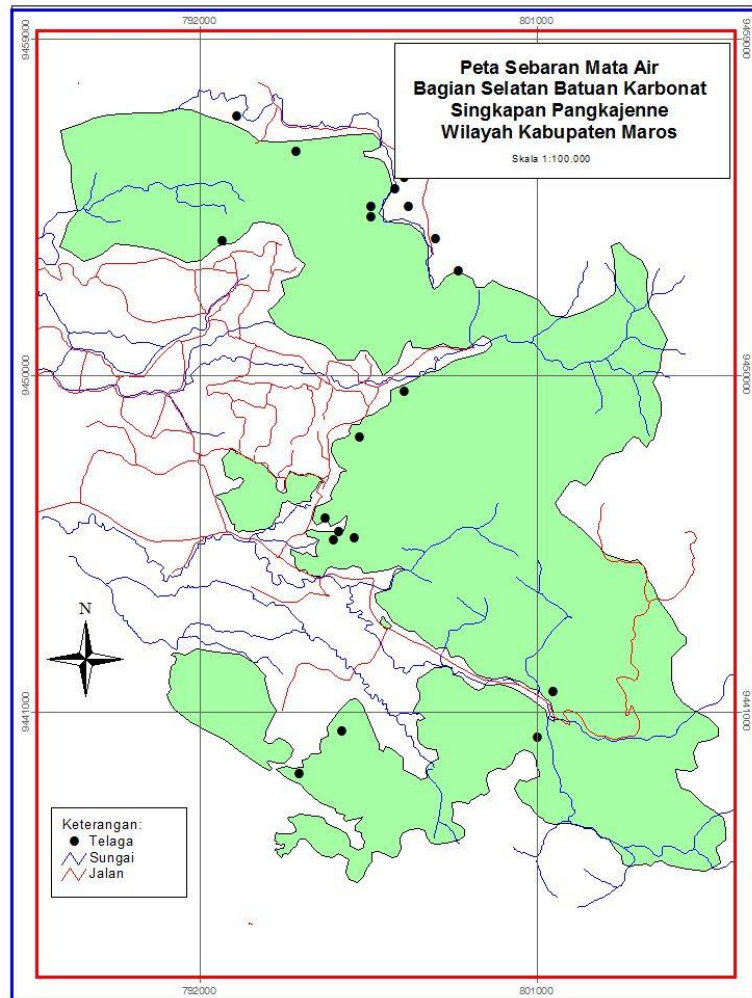 792000
801000
9459000
9459000
Peta Sebaran Mata Air
Bagian Selatan Batuan Karbonat
Singkapan Pangkajenne
Wilayah Kabupaten Maros
Skala 1:100.000
9450000
9450000
N
9441000
9441000
Keterangan:
Telaga
Sungai
Jalan
792000
801000